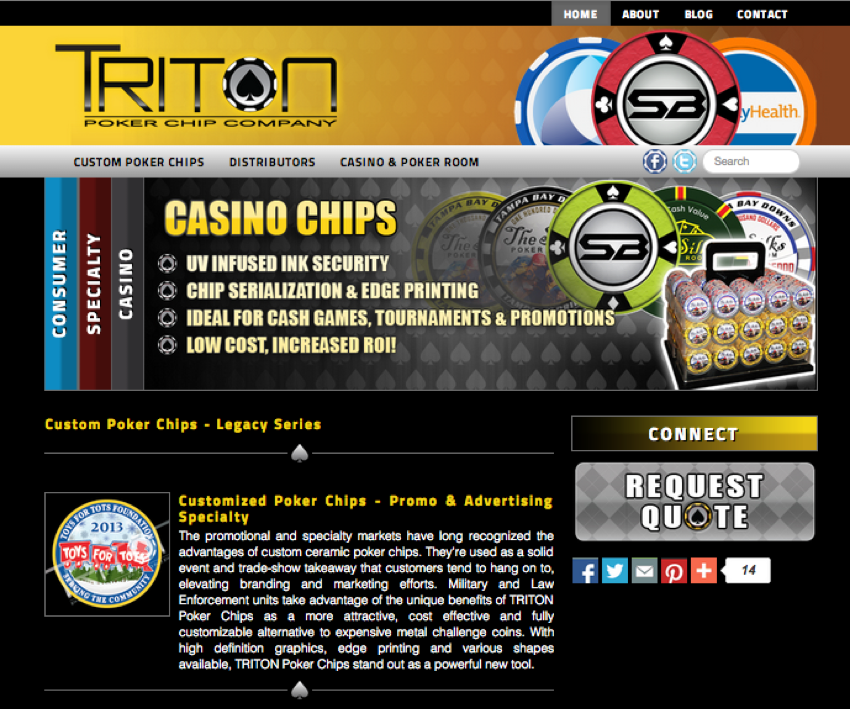 HOME ABOUT BLOG CONTACT
TRITON
POKER CHIP COMPANY
SB
yHealth
CUSTOM POKER CHIPS DISTRIBUTORS CASINO & POKER ROOM
Search
CONSUMER
SPECIALTY
CASINO
CASINO CHIPS
UV INFUSED INK SECURITY
CHIP SERIALIZATION & EDGE PRINTING
IDEAL FOR CASH GAMES, TOURNAMENTS & PROMOTIONS
LOW COST, INCREASED ROI!
TAMPA BAY DOWNS
SB
Cash Value
BAY DOWNS
Custom Poker Chips - Legacy Series
CONNECT
REQUEST
QUOTE
14
TOYS FOR TOTS FOUNDATION
2013
TOYS FOR TOTS
SERVING THE COMMUNITY
Customized Poker Chips - Promo & Advertising
Specialty
The promotional and specialty markets have long recognized the
advantages of custom ceramic poker chips. They're used as a solid
event and trade-show takeaway that customers tend to hang on to,
elevating branding and marketing efforts. Military and Law
Enforcement units take advantage of the unique benefits of TRITON
Poker Chips as a more attractive, cost effective and fully
customizable alternative to expensive metal challenge coins. With
high definition graphics, edge printing and various shapes
available, TRITON Poker Chips stand out as a powerful new tool.